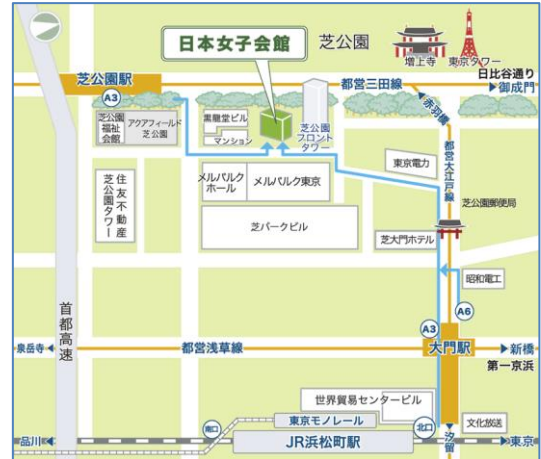 日本女子会館
芝公園
増上寺
東京タワー
日比谷通り
芝公園駅
都営三田線
御成門
A3
赤羽橋
芝公園
福祉
会館
アクアフィールド
芝公園
黒龍堂ビル
マンション
芝公園
フロント
タワー
東京電力
都営大江戸線
住友不動産
芝公園タワー
メルパルク
ホール
メルパルク東京
芝公園郵便局
芝パークビル
芝大門ホテル
昭和電工
首都高速
A3
A6
泉岳寺
都営浅草線
大門駅
新橋
第一京浜
世界貿易センタービル
東京モノレール
南口
北口
文化放送
汐留
品川
JR浜松町駅
東京